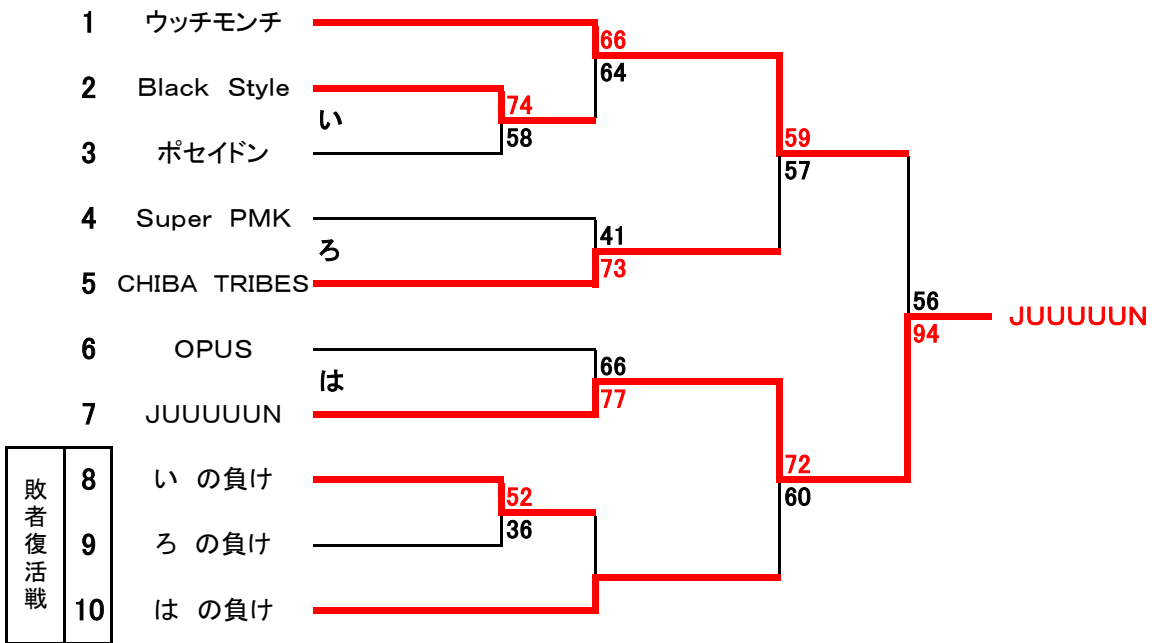 1 ウッチモンチ
66
64
2 Black Style
い
74
58
3 ポセイドン
59
57
4 Super PMK
ろ
41
73
5 CHIBA TRIBES
56
94
JUUUUUN
6 OPUS
は
66
77
7 JUUUUUN
敗者復活戦
8 い の負け
72
60
52
36
9 ろ の負け
10 は の負け